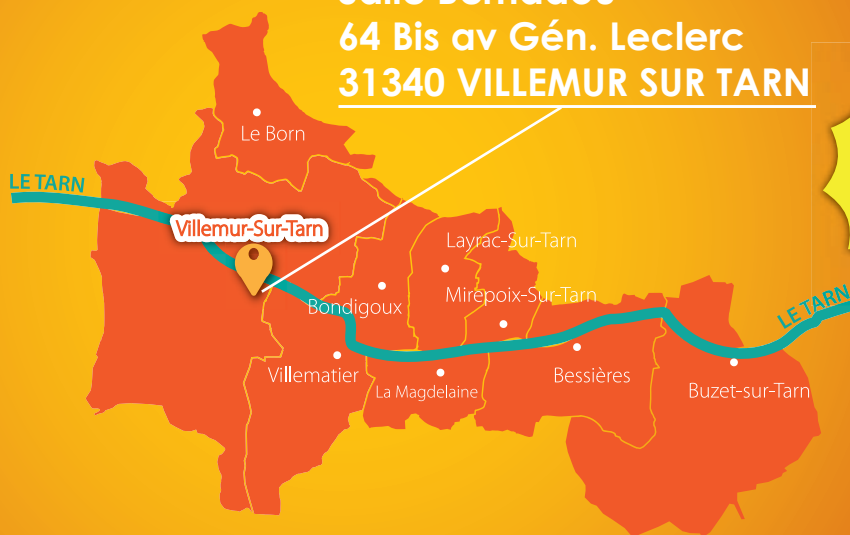 64 Bis av Gén. Leclerc
31340 VILLEMUR SUR TARN
Le Born
LE TARN
Villemur-Sur-Tarn
Layrac-Sur-Tarn
Mirepoix-Sur-Tarn
Bondigoux
LE TARN
Villematier
La Magdelaine
Bessières
Buzet-sur-Tarn